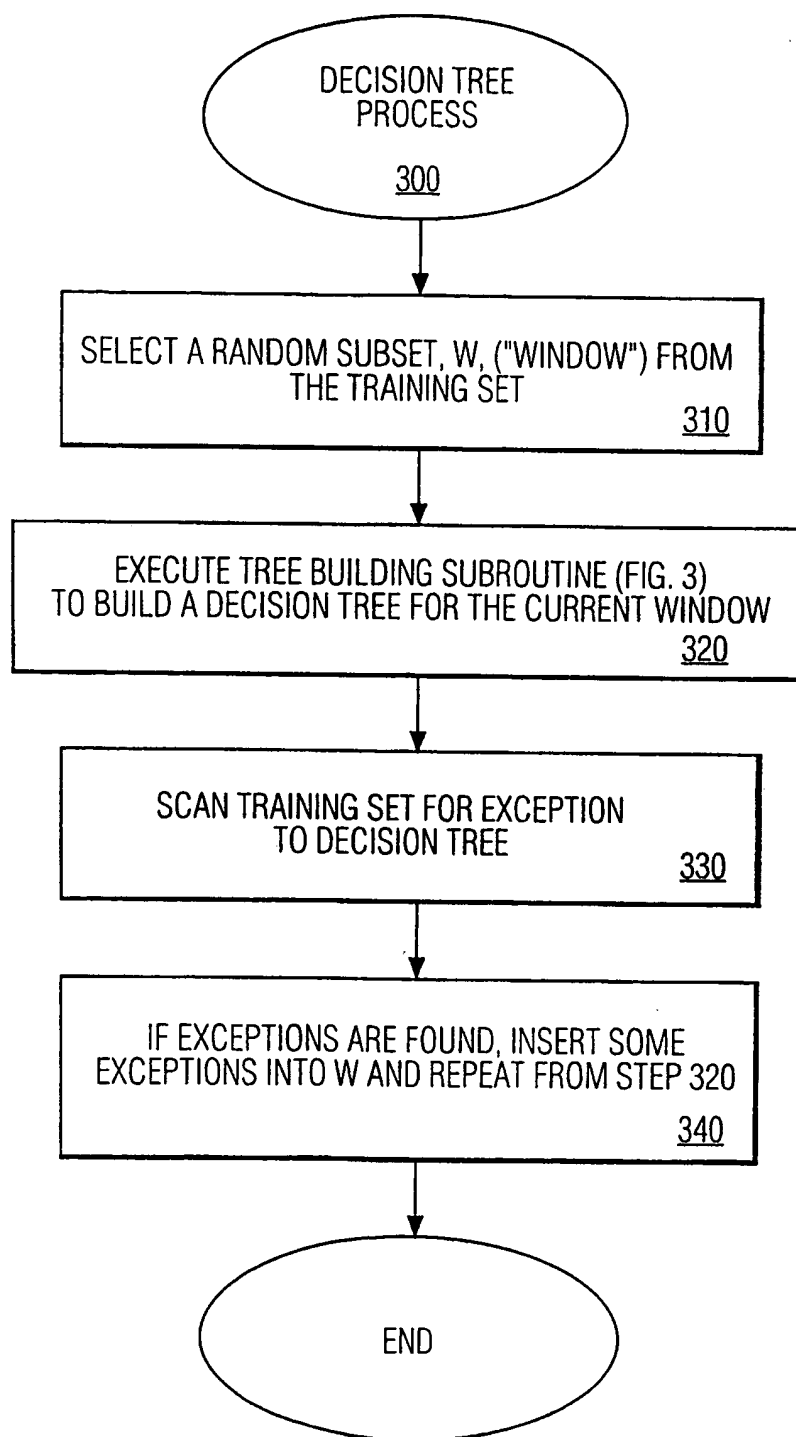 DECISION TREE
PROCESS
300
SELECT A RANDOM SUBSET, W, ("WINDOW") FROM
THE TRAINING SET
310
EXECUTE TREE BUILDING SUBROUTINE (FIG. 3)
TO BUILD A DECISION TREE FOR THE CURRENT WINDOW
320
SCAN TRAINING SET FOR EXCEPTION
TO DECISION TREE
330
IF EXCEPTIONS ARE FOUND, INSERT SOME
EXCEPTIONS INTO W AND REPEAT FROM STEP 320
340
END